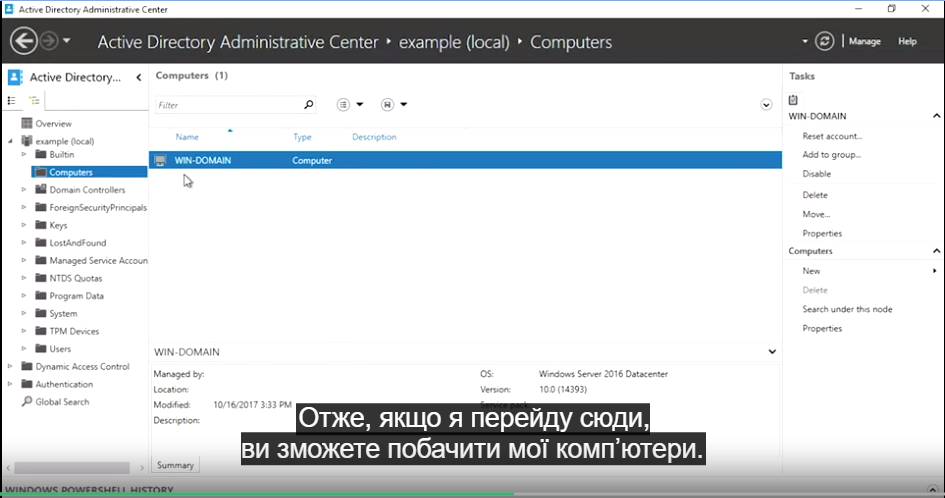 Active Directory Administrative Center
Active Directory Administrative Center • example (local) • Computers
Manage
Help
Active Directory...
Overview
example (local)
Builtin
Computers
Domain Controllers
ForeignSecurityPrincipals
Keys
LostAndFound
Managed Service Accoun
NTDS Quotas
Program Data
System
TPM Devices
Users
Dynamic Access Control
Authentication
Global Search
Computers (1)
Filter
Name Type Description
WIN-DOMAIN Computer
WIN-DOMAIN
Managed by:
Location:
Modified: 10/16/2017 3:33 PM
Description:
OS: Windows Server 2016 Datacenter
Version: 10.0 (14393)
Service pack:
Summary
Tasks
WIN-DOMAIN
Reset account...
Add to group...
Disable
Delete
Move...
Properties
Computers
New
Delete
Search under this node
Properties
Отже, якщо я перейду сюди,
ви зможете побачити мої комп’ютери.
WINDOWS POWERSHELL HISTORY